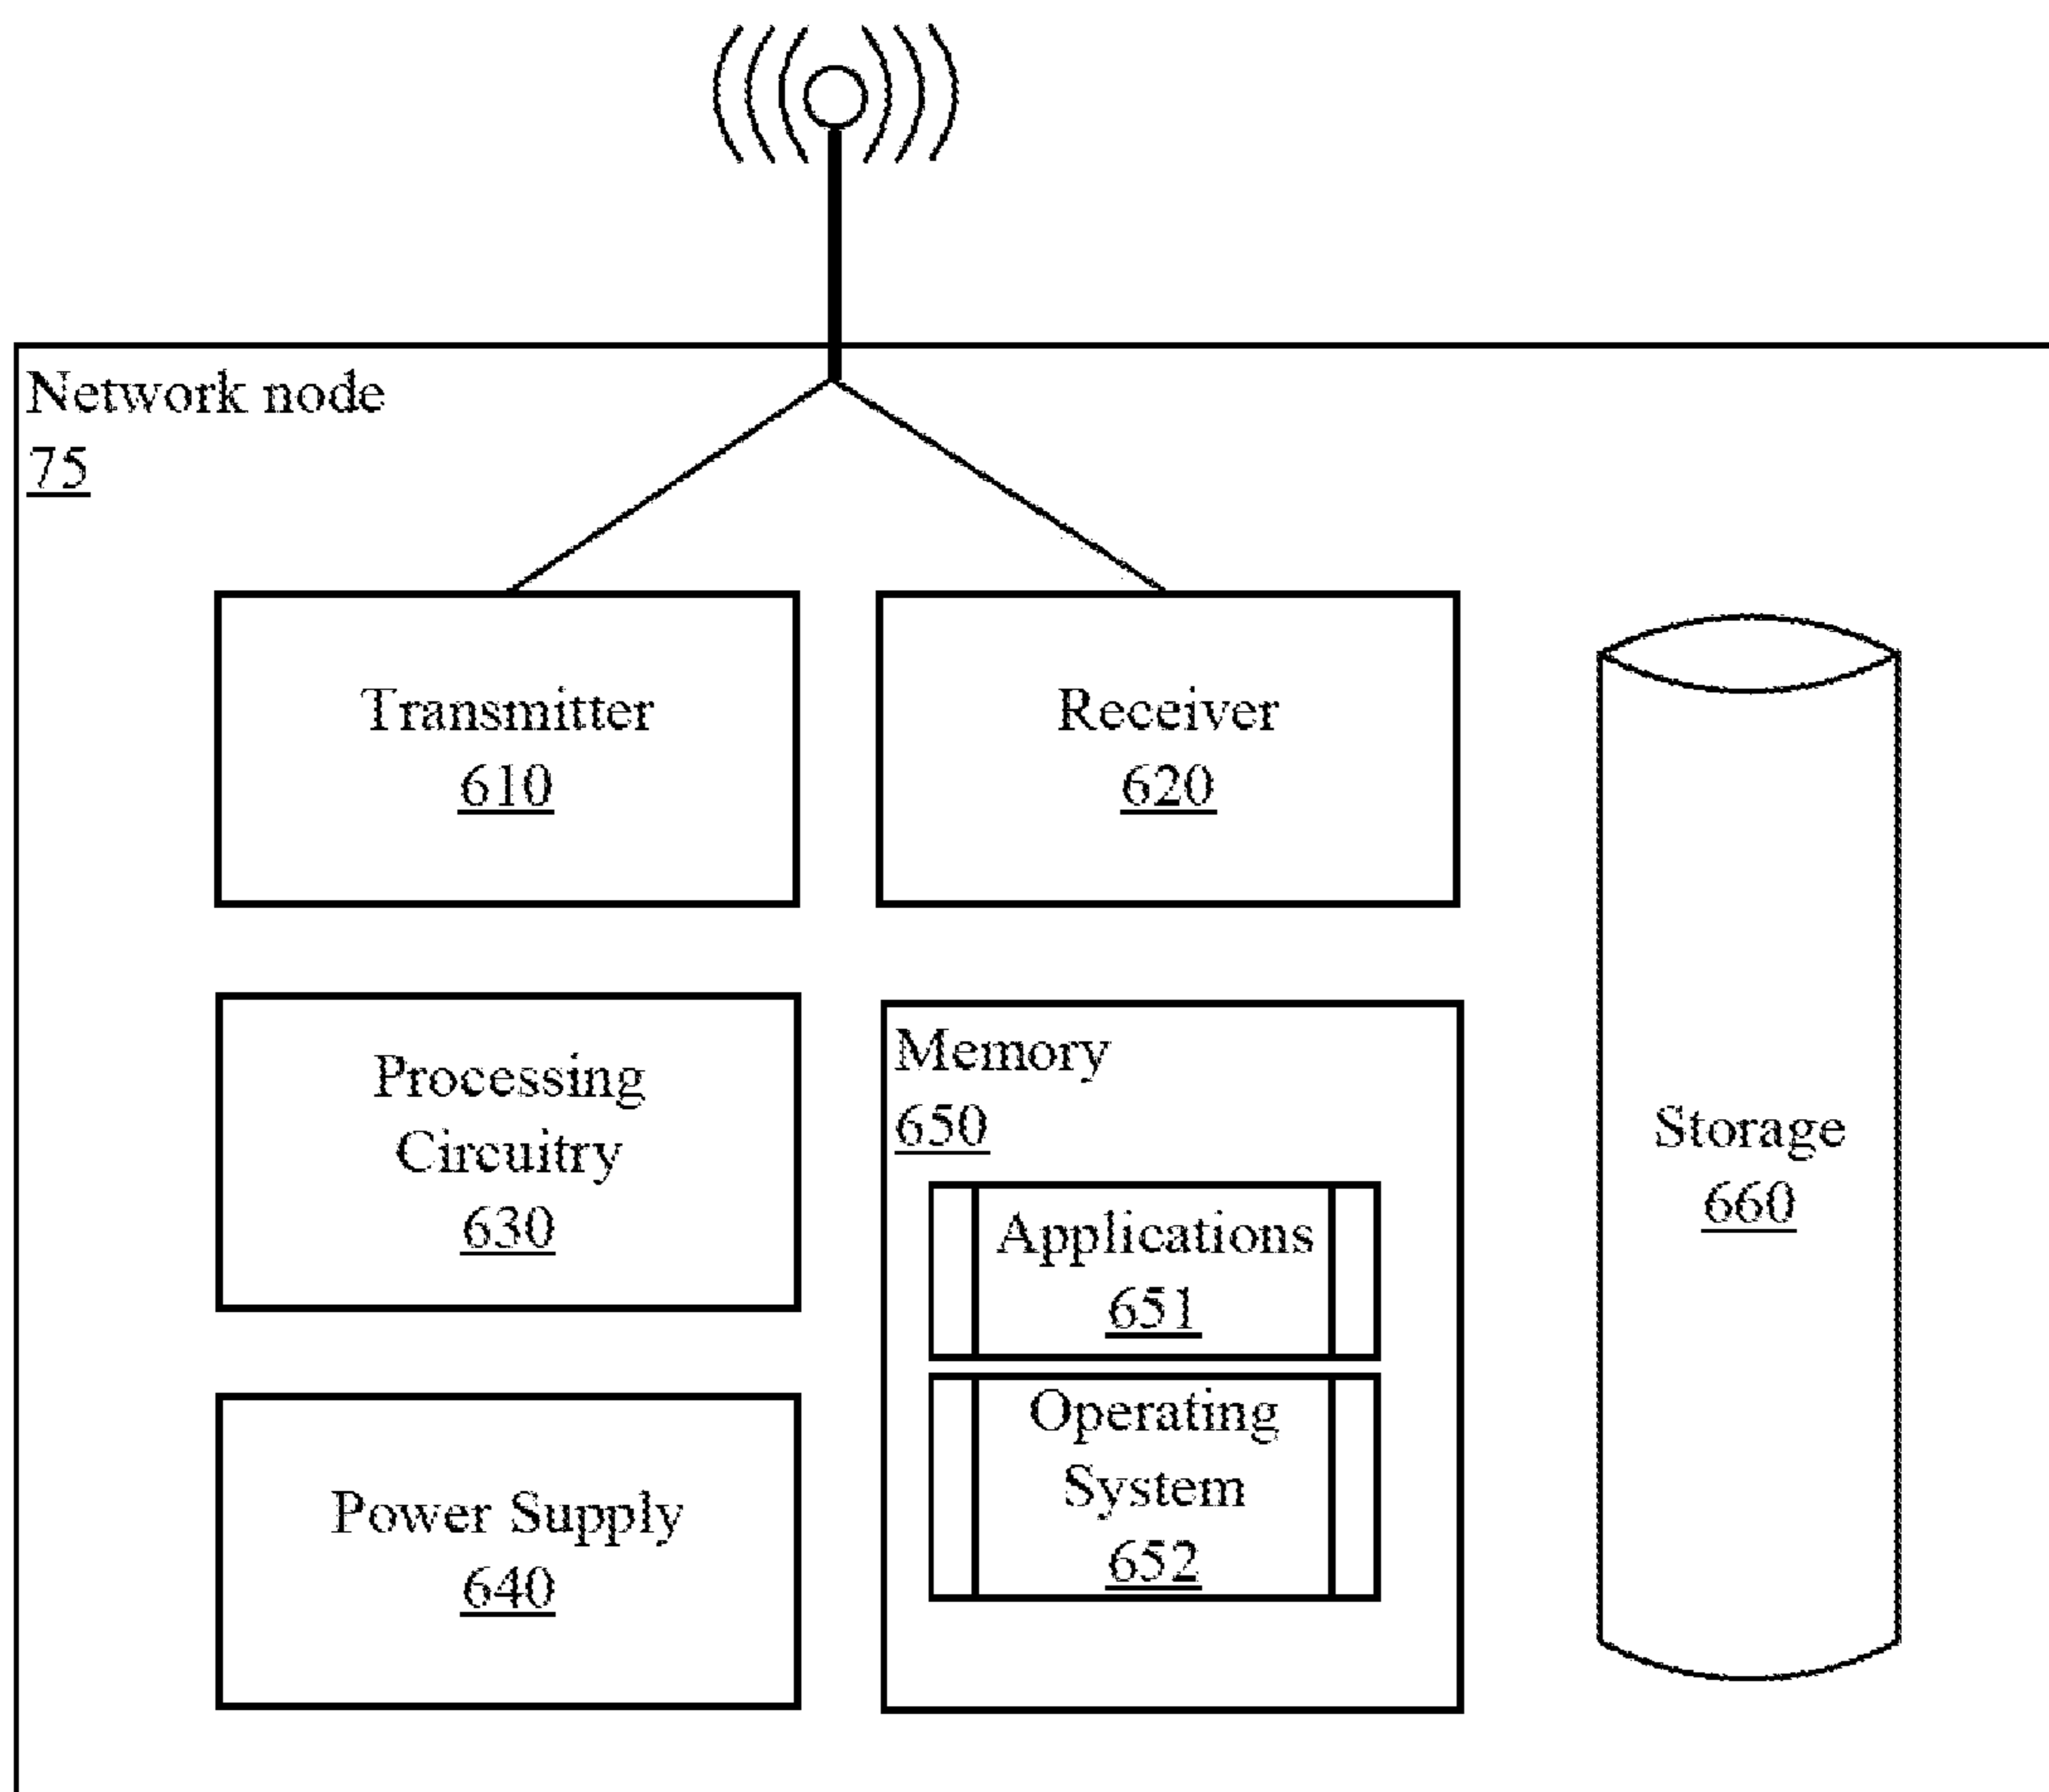 Network node
75
Transmitter
610
Receiver
620
Processing
Circuitry
630
Memory
650
Applications
651
Operating
System
652
Storage
660
Power Supply
640